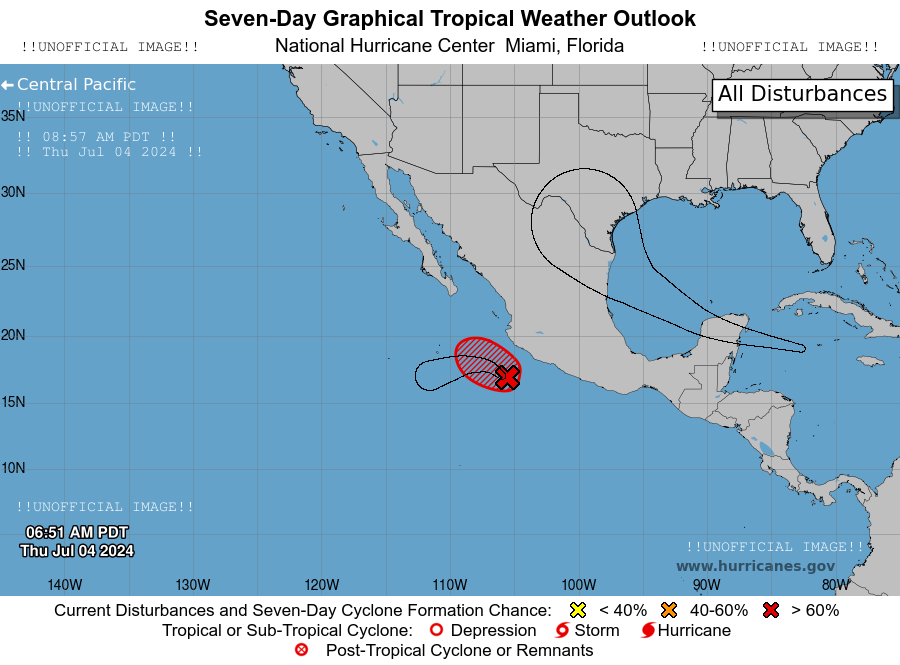 Seven-Day Graphical Tropical Weather Outlook
!!UNOFFICIAL IMAGE!! National Hurricane Center Miami, Florida !!UNOFFICIAL IMAGE!!
Central Pacific
All Disturbances
!!UNOFFICIAL IMAGE!!
35N
!! 08:57 AM PDT !!
!! Thu Jul 04 2024 !!
30N
25N
20N
15N
10N
!!UNOFFICIAL IMAGE!!
06:51 AM PDT
Thu Jul 04 2024
!!UNOFFICIAL IMAGE!!
www.hurricanes.gov
140W 130W 120W 110W 100W 90W 80W
Current Disturbances and Seven-Day Cyclone Formation Chance: < 40% 40-60% > 60%
Tropical or Sub-Tropical Cyclone: Depression Storm Hurricane
Post-Tropical Cyclone or Remnants